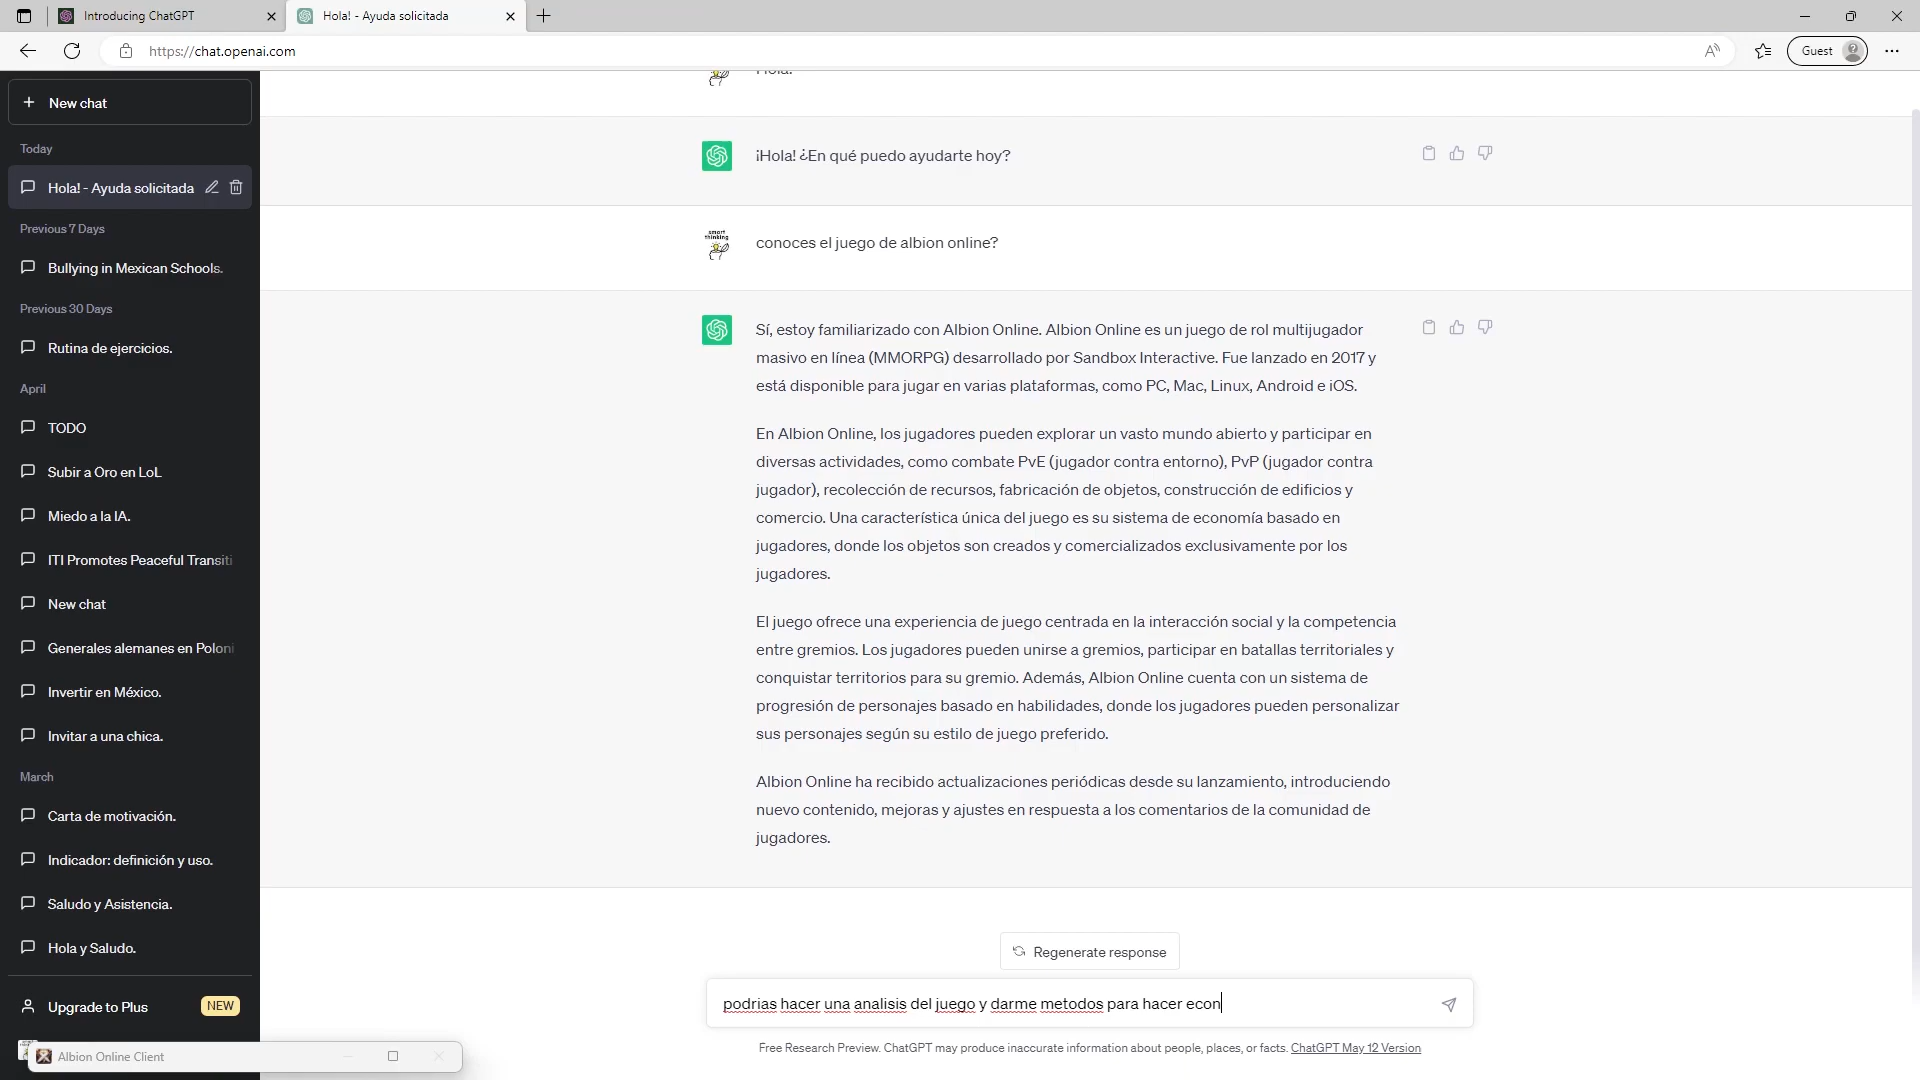 Introducing ChatGPT
Hola! - Ayuda solicitada
https://chat.openai.com
Guest
New chat
Today
Hola! - Ayuda solicitada
Previous 7 Days
Bullying in Mexican Schools.
Previous 30 Days
Rutina de ejercicios.
April
TODO
Subir a Oro en LoL
Miedo a la IA.
ITI Promotes Peaceful Transiti
New chat
Generales alemanes en Poloni
Invertir en México.
Invitar a una chica.
March
Carta de motivación.
Indicador: definición y uso.
Saludo y Asistencia.
Hola y Saludo.
Upgrade to Plus
NEW
Albion Online Client
Hola!
¡Hola! ¿En qué puedo ayudarte hoy?
smart
thinking
conoces el juego de albion online?
Sí, estoy familiarizado con Albion Online. Albion Online es un juego de rol multijugador
masivo en línea (MMORPG) desarrollado por Sandbox Interactive. Fue lanzado en 2017 y
está disponible para jugar en varias plataformas, como PC, Mac, Linux, Android e iOS.
En Albion Online, los jugadores pueden explorar un vasto mundo abierto y participar en
diversas actividades, como combate PvE (jugador contra entorno), PvP (jugador contra
jugador), recolección de recursos, fabricación de objetos, construcción de edificios y
comercio. Una característica única del juego es su sistema de economía basado en
jugadores, donde los objetos son creados y comercializados exclusivamente por los
jugadores.
El juego ofrece una experiencia de juego centrada en la interacción social y la competencia
entre gremios. Los jugadores pueden unirse a gremios, participar en batallas territoriales y
conquistar territorios para su gremio. Además, Albion Online cuenta con un sistema de
progresión de personajes basado en habilidades, donde los jugadores pueden personalizar
sus personajes según su estilo de juego preferido.
Albion Online ha recibido actualizaciones periódicas desde su lanzamiento, introduciendo
nuevo contenido, mejoras y ajustes en respuesta a los comentarios de la comunidad de
jugadores.
Regenerate response
podrias hacer una analisis del juego y darme metodos para hacer econ
Free Research Preview. ChatGPT may produce inaccurate information about people, places, or facts. ChatGPT May 12 Version